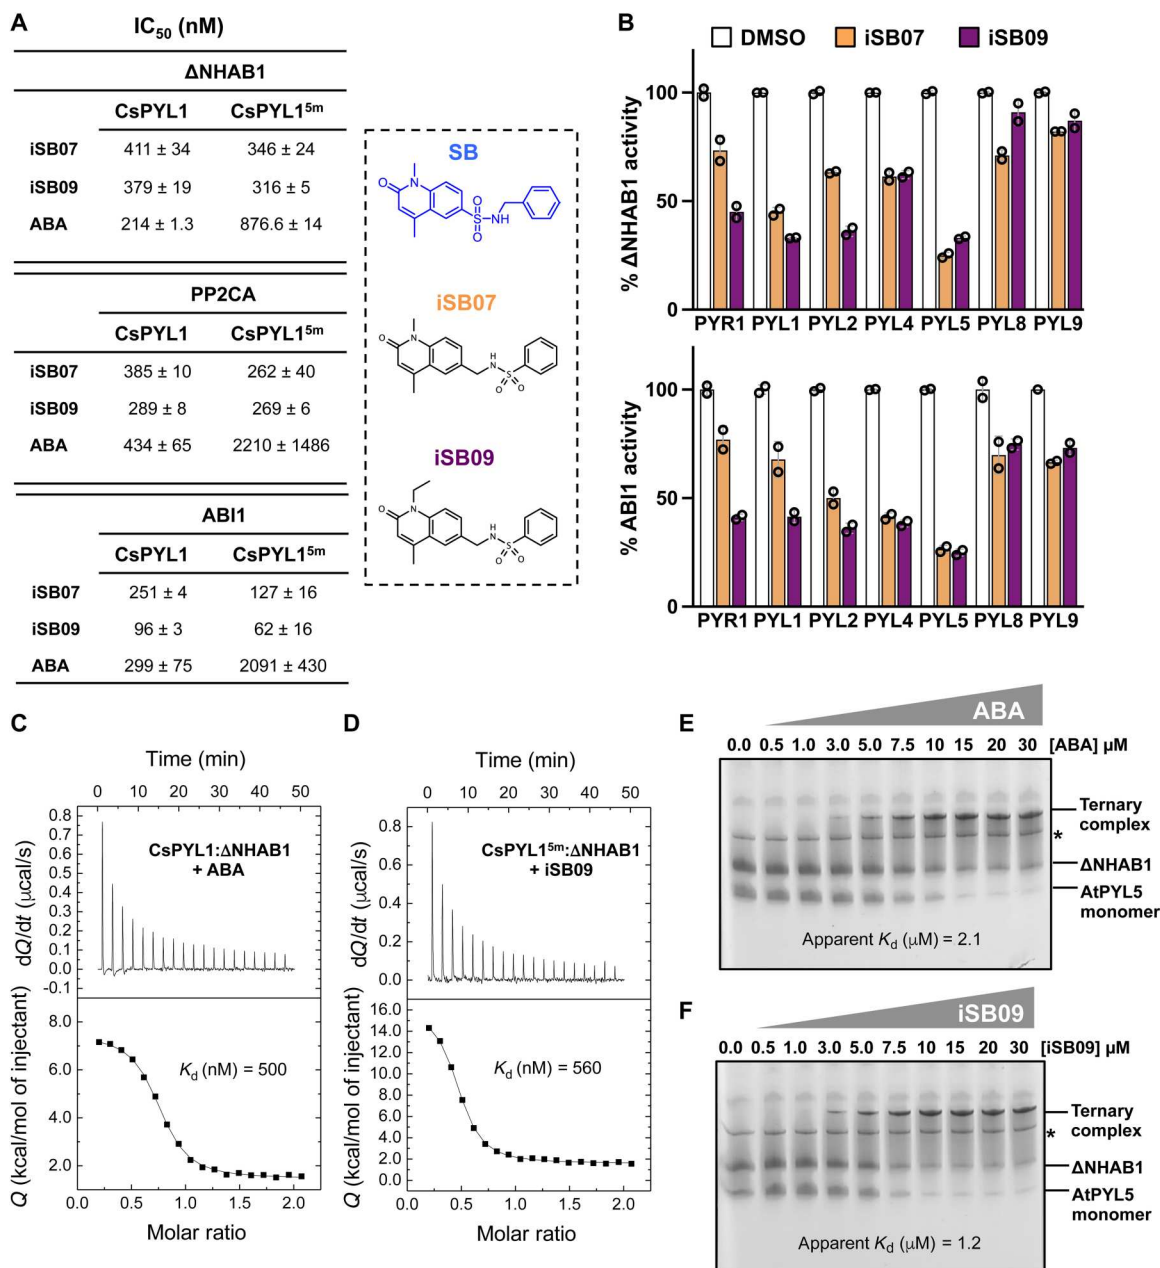 A
IC50 (nM)
ΔNHAB1
CsPYL1 CsPYL1^5m
iSB07 411 ± 34 346 ± 24
iSB09 379 ± 19 316 ± 5
ABA 214 ± 1.3 876.6 ± 14
PP2CA
CsPYL1 CsPYL1^5m
iSB07 385 ± 10 262 ± 40
iSB09 289 ± 8 269 ± 6
ABA 434 ± 65 2210 ± 1486
ABI1
CsPYL1 CsPYL1^5m
iSB07 251 ± 4 127 ± 16
iSB09 96 ± 3 62 ± 16
ABA 299 ± 75 2091 ± 430
SB
O N O S NH O
iSB07
O N H N S O O
iSB09
O N H N S O O
B
DMSO iSB07 iSB09
% ΔNHAB1 activity
100
50
0
PYR1 PYL1 PYL2 PYL4 PYL5 PYL8 PYL9
% ABI1 activity
100
50
0
PYR1 PYL1 PYL2 PYL4 PYL5 PYL8 PYL9
C
Time (min)
0 10 20 30 40 50
dQ/dt (µcal/s)
0.8
0.7
0.6
0.5
0.4
0.3
0.2
0.1
0.0
-0.1
CsPYL1:ΔNHAB1
+ ABA
Q (kcal/mol of injectant)
8.0
6.0
4.0
2.0
Kd (nM) = 500
0.0 0.5 1.0 1.5 2.0
Molar ratio
D
Time (min)
0 10 20 30 40 50
dQ/dt (µcal/s)
0.8
0.6
0.4
0.2
0.0
CsPYL1^5m:ΔNHAB1
+ iSB09
Q (kcal/mol of injectant)
16.0
14.0
12.0
10.0
8.0
6.0
4.0
2.0
0.0
Kd (nM) = 560
0.0 0.5 1.0 1.5 2.0
Molar ratio
E
ABA
0.0 0.5 1.0 3.0 5.0 7.5 10 15 20 30 [ABA] µM
Ternary
complex
*
ΔNHAB1
AtPYL5
monomer
Apparent Kd (µM) = 2.1
F
iSB09
0.0 0.5 1.0 3.0 5.0 7.5 10 15 20 30 [iSB09] µM
Ternary
complex
*
ΔNHAB1
AtPYL5
monomer
Apparent Kd (µM) = 1.2